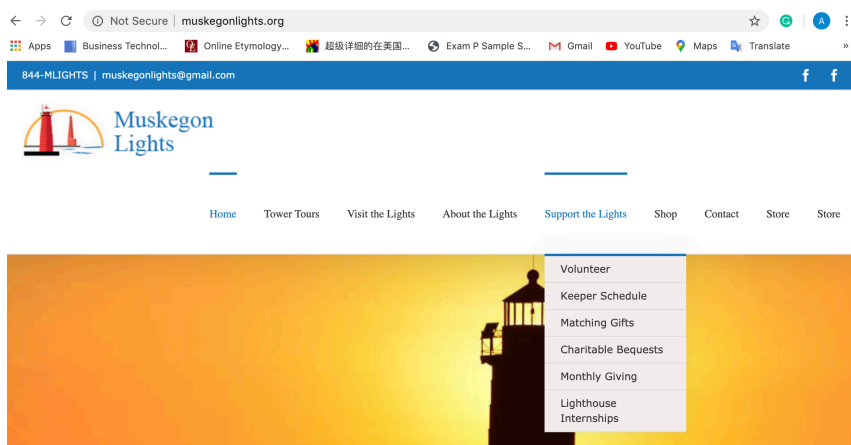 Not Secure | muskegonlights.org
A
Apps Business Technol... Online Etymology... 超级详细的在美国... Exam P Sample S... Gmail YouTube Maps Translate »
844-MLIGHTS | muskegonlights@gmail.com f f
Muskegon
Lights
Home Tower Tours Visit the Lights About the Lights Support the Lights Shop Contact Store Store
Volunteer
Keeper Schedule
Matching Gifts
Charitable Bequests
Monthly Giving
Lighthouse
Internships